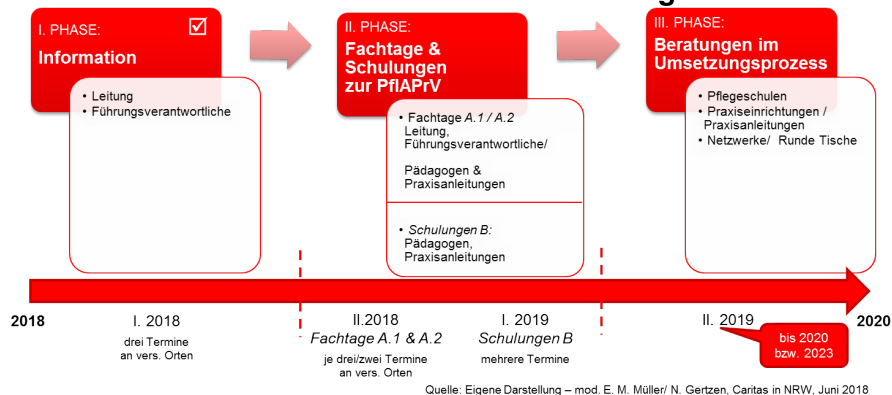 I. PHASE:
Information
• Leitung
• Führungsverantwortliche
II. PHASE:
Fachtage &
Schulungen
zur PflAPrV
• Fachtage A.1 / A.2
Leitung,
Führungsverantwortliche/
Pädagogen &
Praxisanleitungen
• Schulungen B:
Pädagogen,
Praxisanleitungen
III. PHASE:
Beratungen im
Umsetzungsprozess
• Pflegeschulen
• Praxiseinrichtungen /
Praxisanleitungen
• Netzwerke/ Runde Tische
2018
I. 2018
drei Termine
an vers. Orten
II.2018
Fachtage A.1 & A.2
je drei/zwei Termine
an vers. Orten
I. 2019
Schulungen B
mehrere Termine
II. 2019
bis 2020
bzw. 2023
2020
Quelle: Eigene Darstellung – mod. E. M. Müller/ N. Gertzen, Caritas in NRW, Juni 2018